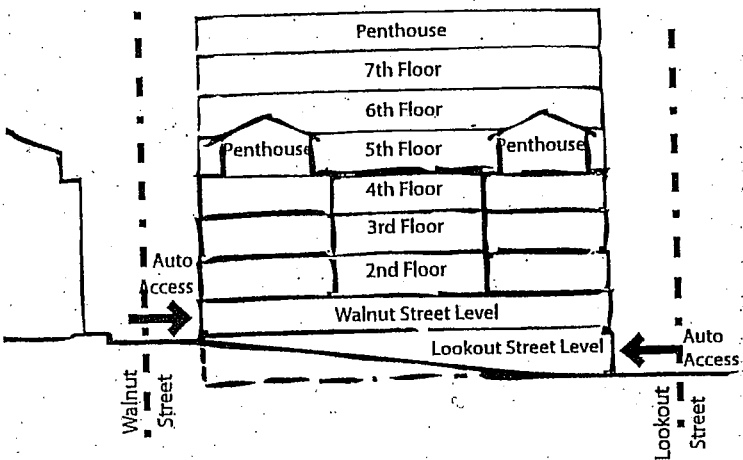 Penthouse
7th Floor
6th Floor
Penthouse
5th Floor
Penthouse
4th Floor
3rd Floor
2nd Floor
Auto
Access
Walnut Street Level
Lookout Street Level
Auto
Access
Walnut
Street
Lookout
Street